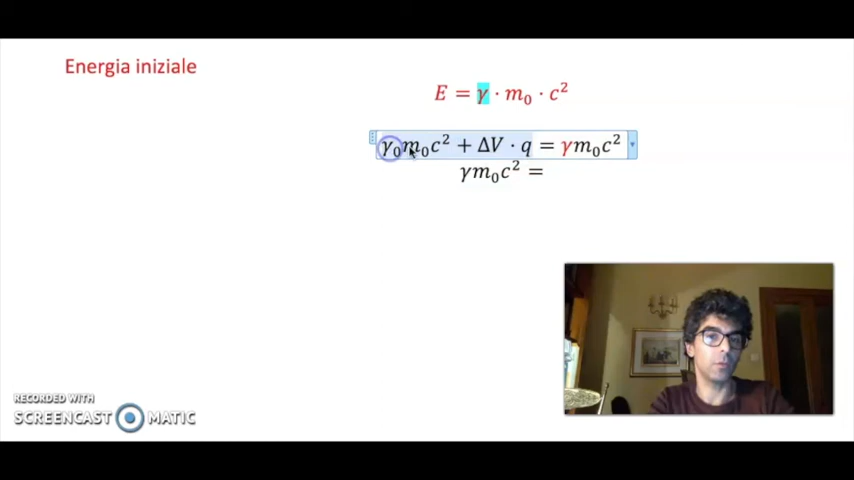 Energia iniziale
E = γ · m₀ · c²
γ₀m₀c² + ΔV · q = γm₀c²
γm₀c² =
RECORDED WITH
SCREENCAST MATIC